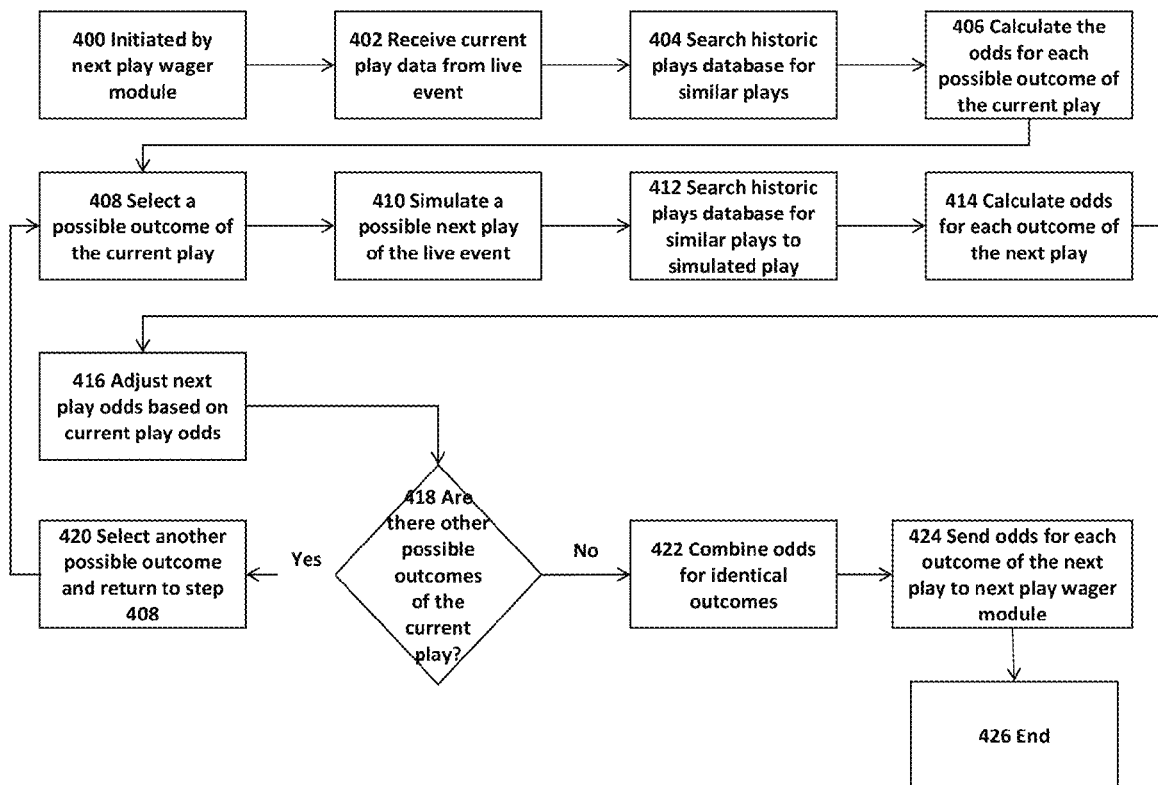 400 Initiated by
next play wager
module
402 Receive current
play data from live
event
404 Search historic
plays database for
similar plays
406 Calculate the
odds for each
possible outcome of
the current play
408 Select a
possible outcome of
the current play
410 Simulate a
possible next play
of the live event
412 Search historic
plays database for
similar plays to
simulated play
414 Calculate odds
for each outcome of
the next play
416 Adjust next
play odds based on
current play odds
418 Are
there other
possible
outcomes
of the
current
play?
Yes
No
420 Select another
possible outcome
and return to step
408
422 Combine odds
for identical
outcomes
424 Send odds for each
outcome of the next
play to next play wager
module
426 End